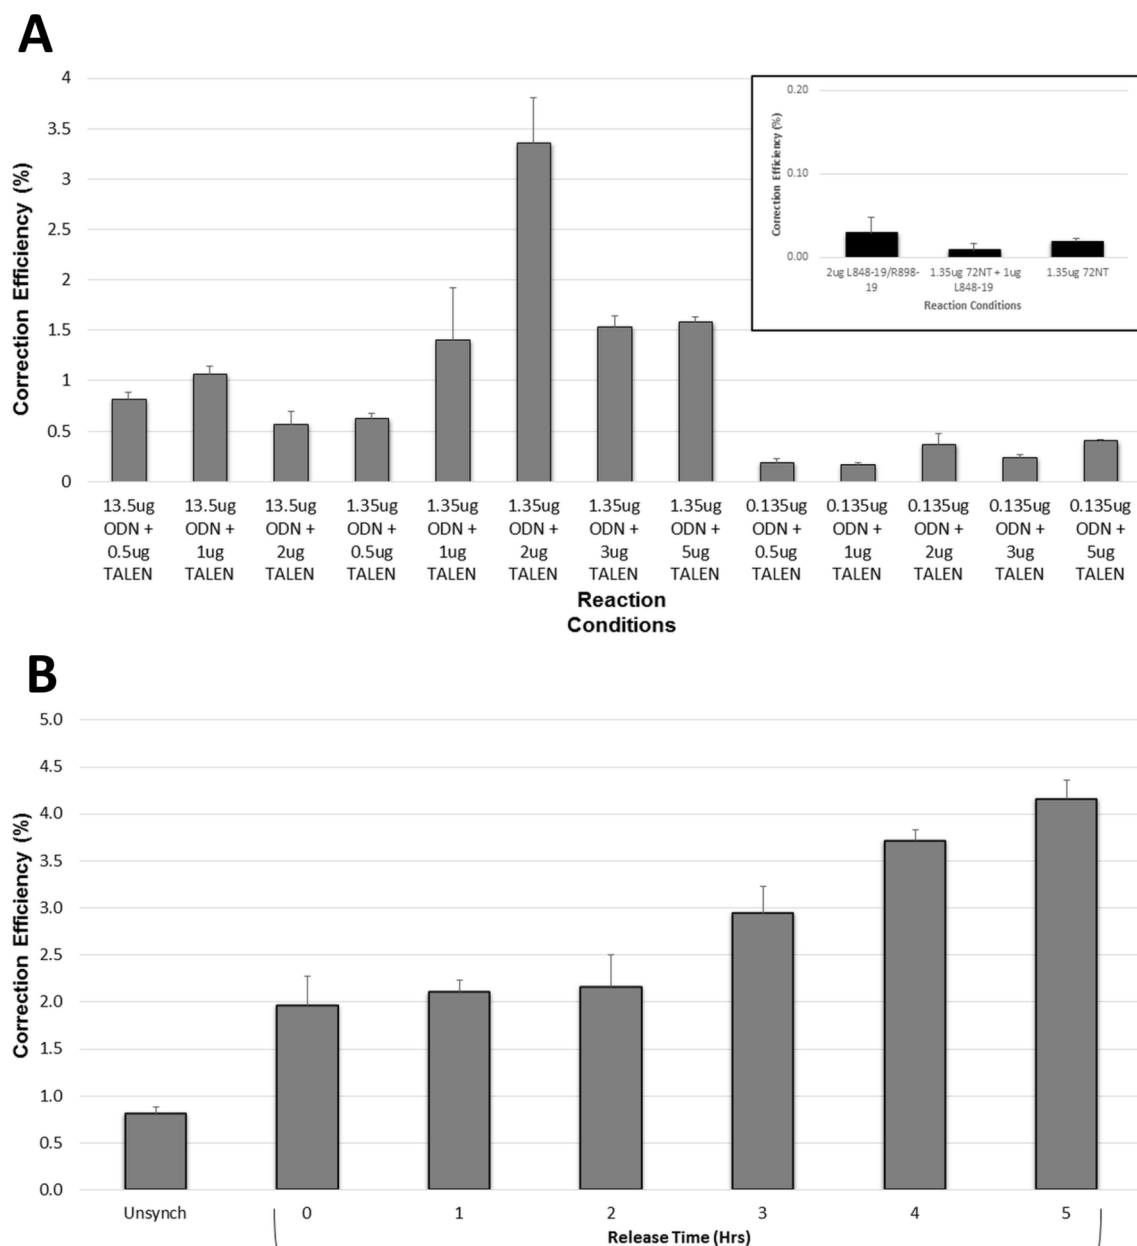 A
4
3.5
3
2.5
2
1.5
1
0.5
0
Correction Efficiency (%)
13.5ug ODN + 0.5ug TALEN
13.5ug ODN + 1ug TALEN
13.5ug ODN + 2ug TALEN
1.35ug ODN + 0.5ug TALEN
1.35ug ODN + 1ug TALEN
1.35ug ODN + 2ug TALEN
1.35ug ODN + 3ug TALEN
1.35ug ODN + 5ug TALEN
0.135ug ODN + 0.5ug TALEN
0.135ug ODN + 1ug TALEN
0.135ug ODN + 2ug TALEN
0.135ug ODN + 3ug TALEN
0.135ug ODN + 5ug TALEN
Reaction
Conditions
0.20
0.10
0.00
Correction Efficiency (%)
2ug L848-19/R898-
19
1.35ug 72NT + 1ug
L848-19
1.35ug 72NT
Reaction Conditions
B
5.0
4.5
4.0
3.5
3.0
2.5
2.0
1.5
1.0
0.5
0.0
Correction Efficiency (%)
Unsynch 0 1 2 3 4 5
Release Time (Hrs)